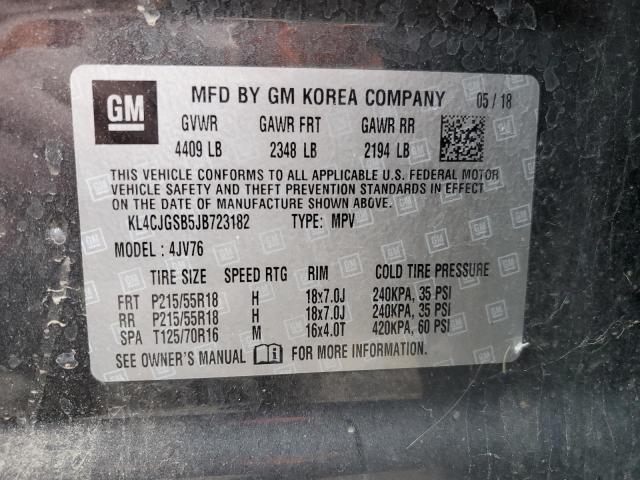 GM MFD BY GM KOREA COMPANY 05 / 18
GVWR GAWR FRT GAWR RR
4409 LB 2348 LB 2194 LB
THIS VEHICLE CONFORMS TO ALL APPLICABLE U.S. FEDERAL MOTOR
VEHICLE SAFETY AND THEFT PREVENTION STANDARDS IN EFFECT
ON THE DATE OF MANUFACTURE SHOWN ABOVE.
KL4CJGSB5JB723182 TYPE: MPV
MODEL: 4JV76
TIRE SIZE SPEED RTG RIM COLD TIRE PRESSURE
FRT P215/55R18 H 18x7.0J 240KPA, 35 PSI
RR P215/55R18 H 18x7.0J 240KPA, 35 PSI
SPA T125/70R16 M 16x4.0T 420KPA, 60 PSI
SEE OWNER'S MANUAL FOR MORE INFORMATION.